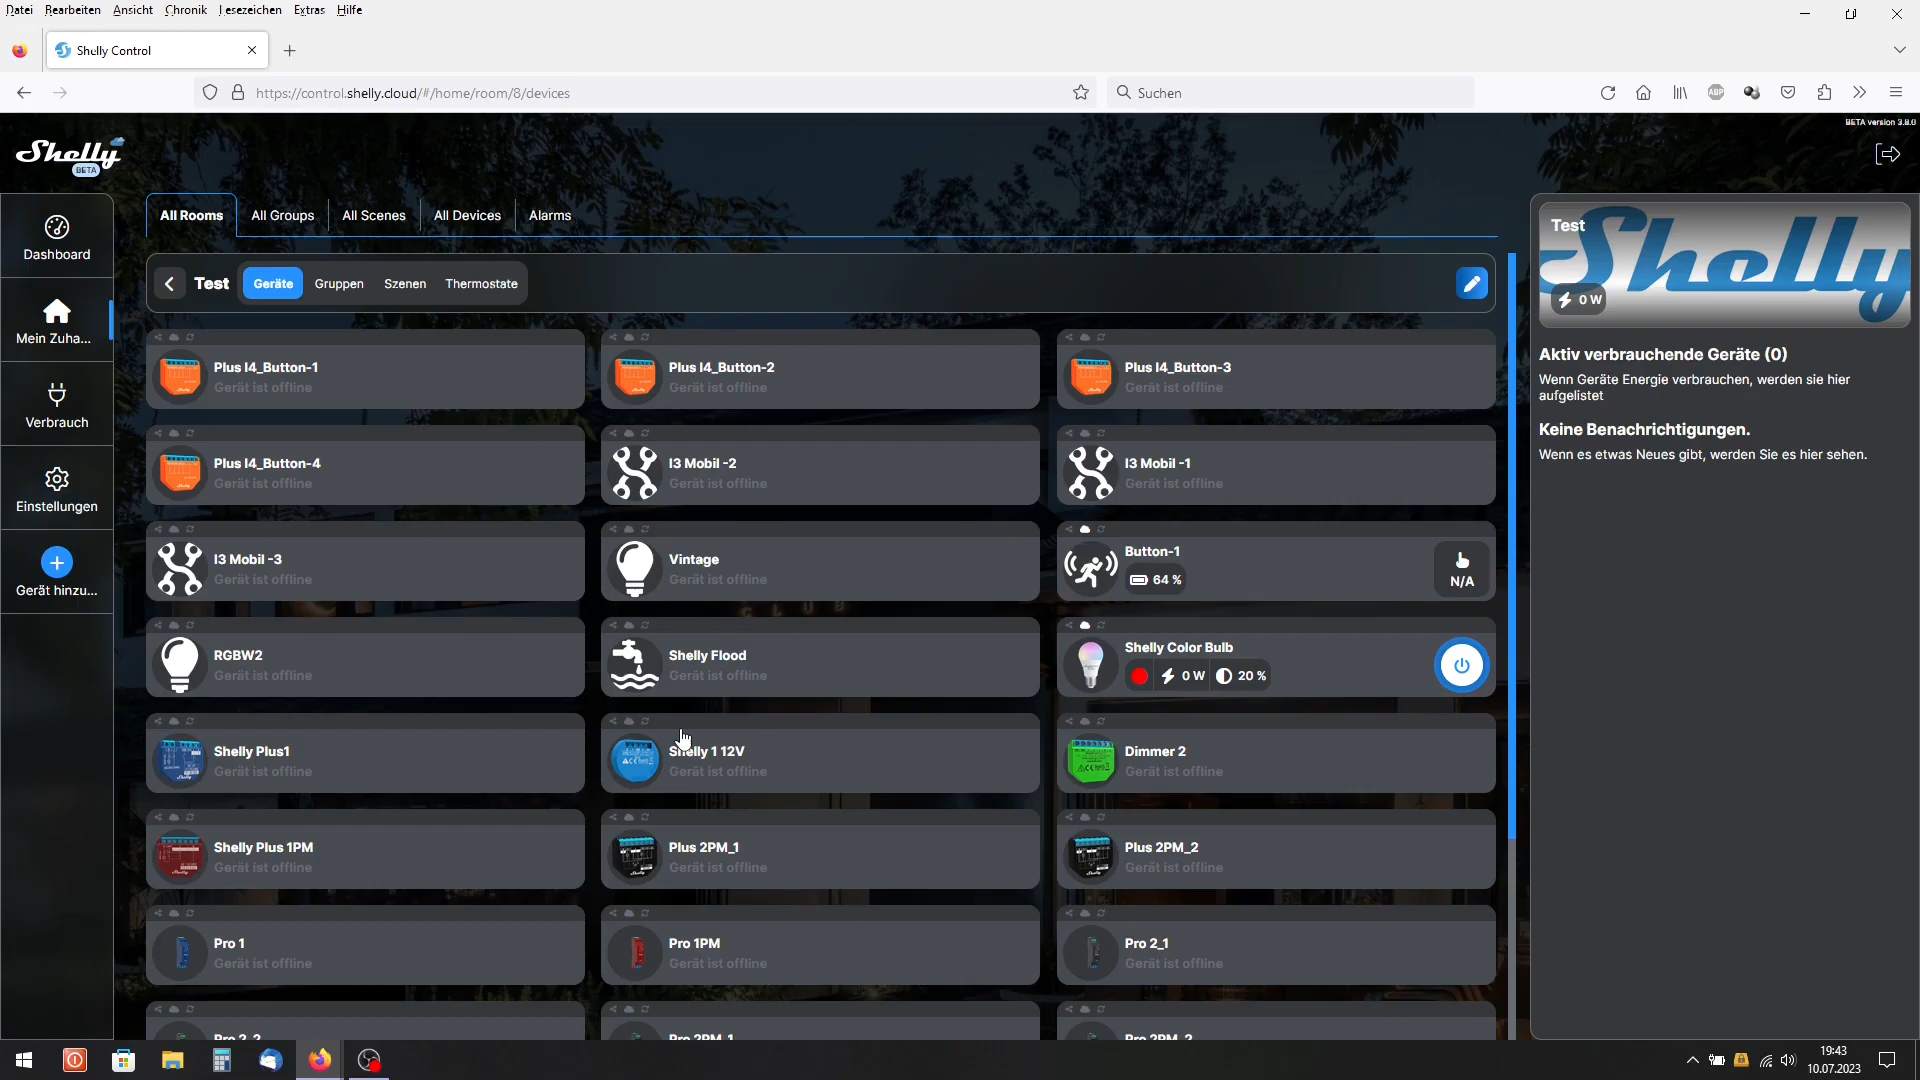 Datei Bearbeiten Ansicht Chronik Lesezeichen Extras Hilfe
Shelly Control
https://control.shelly.cloud/#/home/room/8/devices
Suchen
ABP
BETA version 3.8.0
Shelly
BETA
Dashboard
Mein Zuha...
Verbrauch
Einstellungen
Gerät hinzu...
All Rooms All Groups All Scenes All Devices Alarms
Test Geräte Gruppen Szenen Thermostate
Plus I4_Button-1
Gerät ist offline
Plus I4_Button-2
Gerät ist offline
Plus I4_Button-3
Gerät ist offline
Plus I4_Button-4
Gerät ist offline
I3 Mobil -2
Gerät ist offline
I3 Mobil -1
Gerät ist offline
I3 Mobil -3
Gerät ist offline
Vintage
Gerät ist offline
Button-1
64 %
N/A
CLUB
RGBW2
Gerät ist offline
Shelly Flood
Gerät ist offline
Shelly Color Bulb
0 W 20 %
Shelly Plus1
Gerät ist offline
Shelly 1 12V
Gerät ist offline
Dimmer 2
Gerät ist offline
Shelly Plus 1PM
Gerät ist offline
Plus 2PM_1
Gerät ist offline
Plus 2PM_2
Gerät ist offline
Pro 1
Gerät ist offline
Pro 1PM
Gerät ist offline
Pro 2_1
Gerät ist offline
Pro 2_2
Pro 2PM_1
Pro 2PM_2
Test
Shelly
0 W
Aktiv verbrauchende Geräte (0)
Wenn Geräte Energie verbrauchen, werden sie hier
aufgelistet
Keine Benachrichtigungen.
Wenn es etwas Neues gibt, werden Sie es hier sehen.
19:43
10.07.2023